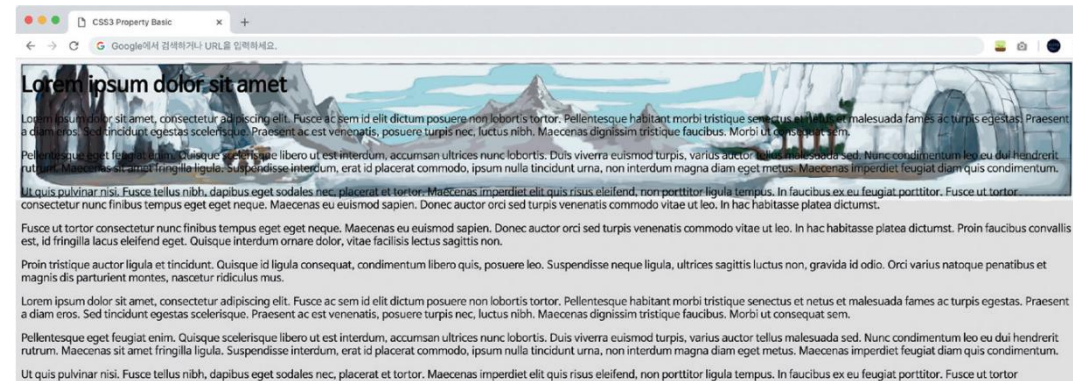 CSS3 Property Basic
Google에서 검색하거나 URL을 입력하세요.
Lorem ipsum dolor sit amet
Lorem ipsum dolor sit amet, consectetur adipiscing elit. Fusce ac sem id elit dictum posuere non lobortis tortor. Pellentesque habitant morbi tristique senectus et netus et malesuada fames ac turpis egestas. Praesent
a diam eros. Sed tincidunt egestas scelerisque. Praesent ac est venenatis, posuere turpis nec, luctus nibh. Maecenas dignissim tristique faucibus. Morbi ut consequat sem.
Pellentesque eget feugiat enim. Quisque scelerisque libero ut est interdum, accumsan ultrices nunc lobortis. Duis viverra euismod turpis, varius auctor tellus malesuada sed. Nunc condimentum leo eu dui hendrerit
rutrum. Maecenas sit amet fringilla ligula. Suspendisse interdum, erat id placerat commodo, ipsum nulla tincidunt urna, non interdum magna diam eget metus. Maecenas imperdiet feugiat diam quis condimentum.
Ut quis pulvinar nisi. Fusce tellus nibh, dapibus eget sodales nec, placerat et tortor. Maecenas imperdiet elit quis risus eleifend, non porttitor ligula tempus. In faucibus ex eu feugiat porttitor. Fusce ut tortor
consectetur nunc finibus tempus eget eget neque. Maecenas eu euismod sapien. Donec auctor orci sed turpis venenatis commodo vitae ut leo. In hac habitasse platea dictumst.
Fusce ut tortor consectetur nunc finibus tempus eget eget neque. Maecenas eu euismod sapien. Donec auctor orci sed turpis venenatis commodo vitae ut leo. In hac habitasse platea dictumst. Proin faucibus convallis
est, id fringilla lacus eleifend eget. Quisque interdum ornare dolor, vitae facilisis lectus sagittis non.
Proin tristique auctor ligula et tincidunt. Quisque id ligula consequat, condimentum libero quis, posuere leo. Suspendisse neque ligula, ultrices sagittis luctus non, gravida id odio. Orci varius natoque penatibus et
magnis dis parturient montes, nascetur ridiculus mus.
Lorem ipsum dolor sit amet, consectetur adipiscing elit. Fusce ac sem id elit dictum posuere non lobortis tortor. Pellentesque habitant morbi tristique senectus et netus et malesuada fames ac turpis egestas. Praesent
a diam eros. Sed tincidunt egestas scelerisque. Praesent ac est venenatis, posuere turpis nec, luctus nibh. Maecenas dignissim tristique faucibus. Morbi ut consequat sem.
Pellentesque eget feugiat enim. Quisque scelerisque libero ut est interdum, accumsan ultrices nunc lobortis. Duis viverra euismod turpis, varius auctor tellus malesuada sed. Nunc condimentum leo eu dui hendrerit
rutrum. Maecenas sit amet fringilla ligula. Suspendisse interdum, erat id placerat commodo, ipsum nulla tincidunt urna, non interdum magna diam eget metus. Maecenas imperdiet feugiat diam quis condimentum.
Ut quis pulvinar nisi. Fusce tellus nibh, dapibus eget sodales nec, placerat et tortor. Maecenas imperdiet elit quis risus eleifend, non porttitor ligula tempus. In faucibus ex eu feugiat porttitor. Fusce ut tortor